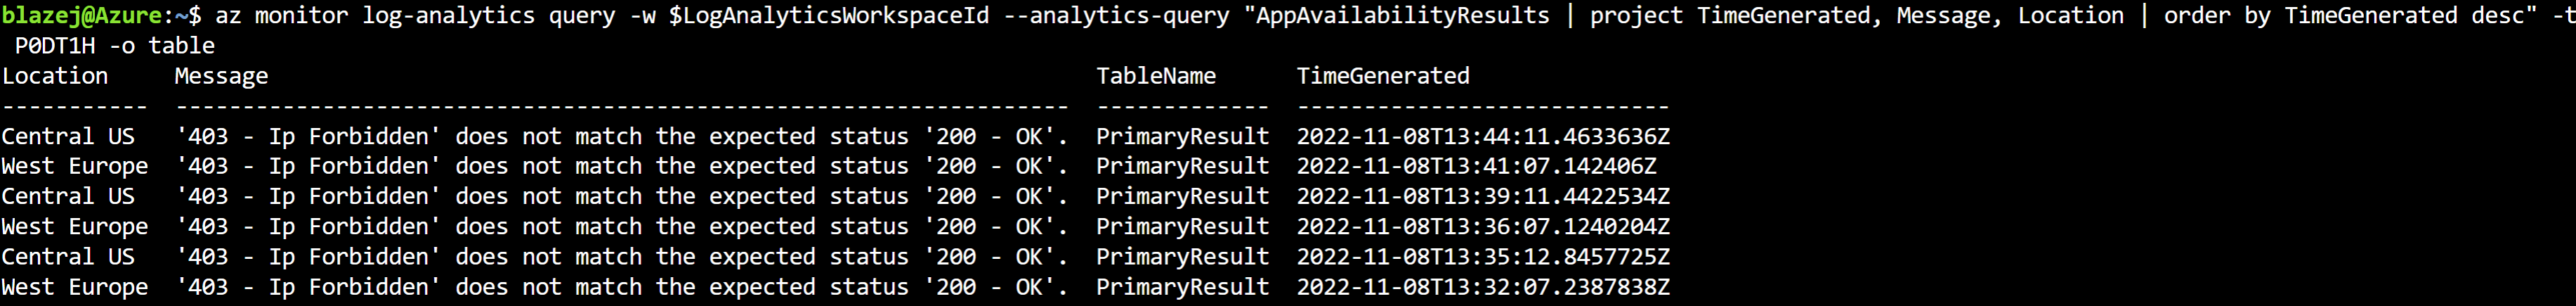 blazej@Azure:~$ az monitor log-analytics query -w $LogAnalyticsWorkspaceId --analytics-query "AppAvailabilityResults | project TimeGenerated, Message, Location | order by TimeGenerated desc" -t
 P0DT1H -o table
Location     Message                                                              TableName      TimeGenerated
-----------  -------------------------------------------------------------------  -------------  ----------------------------
Central US   '403 - Ip Forbidden' does not match the expected status '200 - OK'.  PrimaryResult  2022-11-08T13:44:11.4633636Z
West Europe  '403 - Ip Forbidden' does not match the expected status '200 - OK'.  PrimaryResult  2022-11-08T13:41:07.142406Z
Central US   '403 - Ip Forbidden' does not match the expected status '200 - OK'.  PrimaryResult  2022-11-08T13:39:11.4422534Z
West Europe  '403 - Ip Forbidden' does not match the expected status '200 - OK'.  PrimaryResult  2022-11-08T13:36:07.1240204Z
Central US   '403 - Ip Forbidden' does not match the expected status '200 - OK'.  PrimaryResult  2022-11-08T13:35:12.8457725Z
West Europe  '403 - Ip Forbidden' does not match the expected status '200 - OK'.  PrimaryResult  2022-11-08T13:32:07.2387838Z